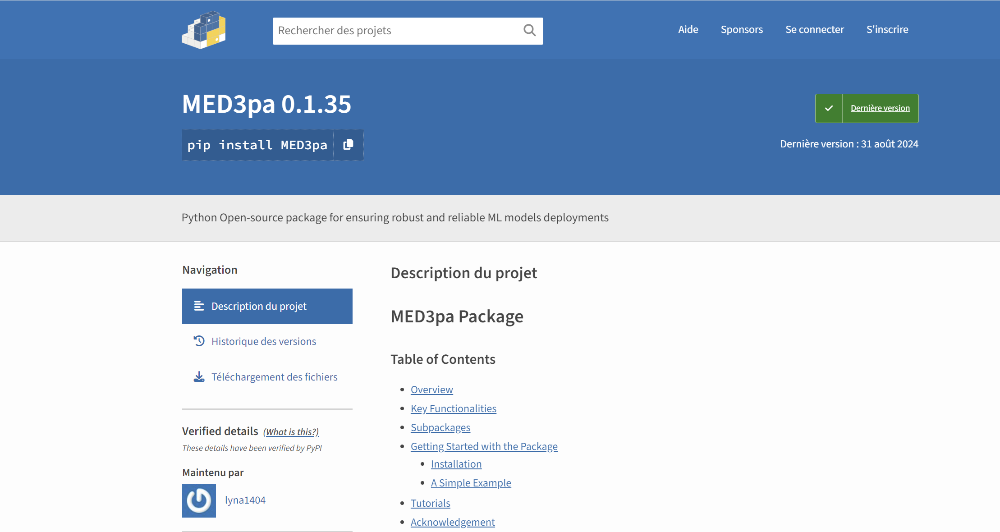 Rechercher des projets
Aide
Sponsors
Se connecter
S'inscrire
MED3pa 0.1.35
pip install MED3pa
Dernière version
Dernière version : 31 août 2024
Python Open-source package for ensuring robust and reliable ML models deployments
Navigation
Description du projet
Historique des versions
Téléchargement des fichiers
Verified details (What is this?)
These details have been verified by PyPI
Maintenu par
lyna1404
Description du projet
MED3pa Package
Table of Contents
Overview
Key Functionalities
Subpackages
Getting Started with the Package
Installation
A Simple Example
Tutorials
Acknowledgement